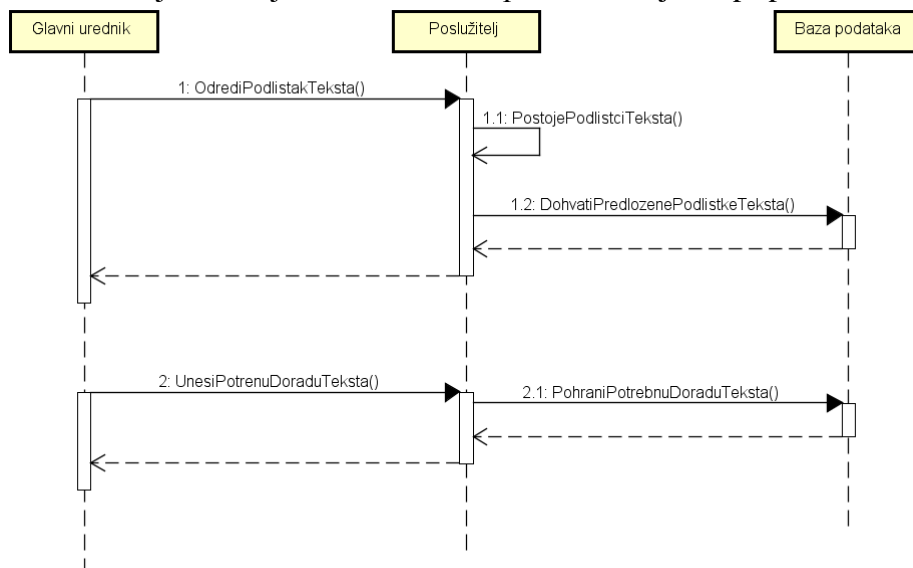 Glavni urednik
Poslužitelj
Baza podataka
1: OdrediPodlistakTeksta()
1.1: PostojePodlistciTeksta()
1.2: DohvatiPredlozenePodlistkeTeksta()
2: UnesiPotrenuDoraduTeksta()
2.1: PohraniPotrebnuDoraduTeksta()